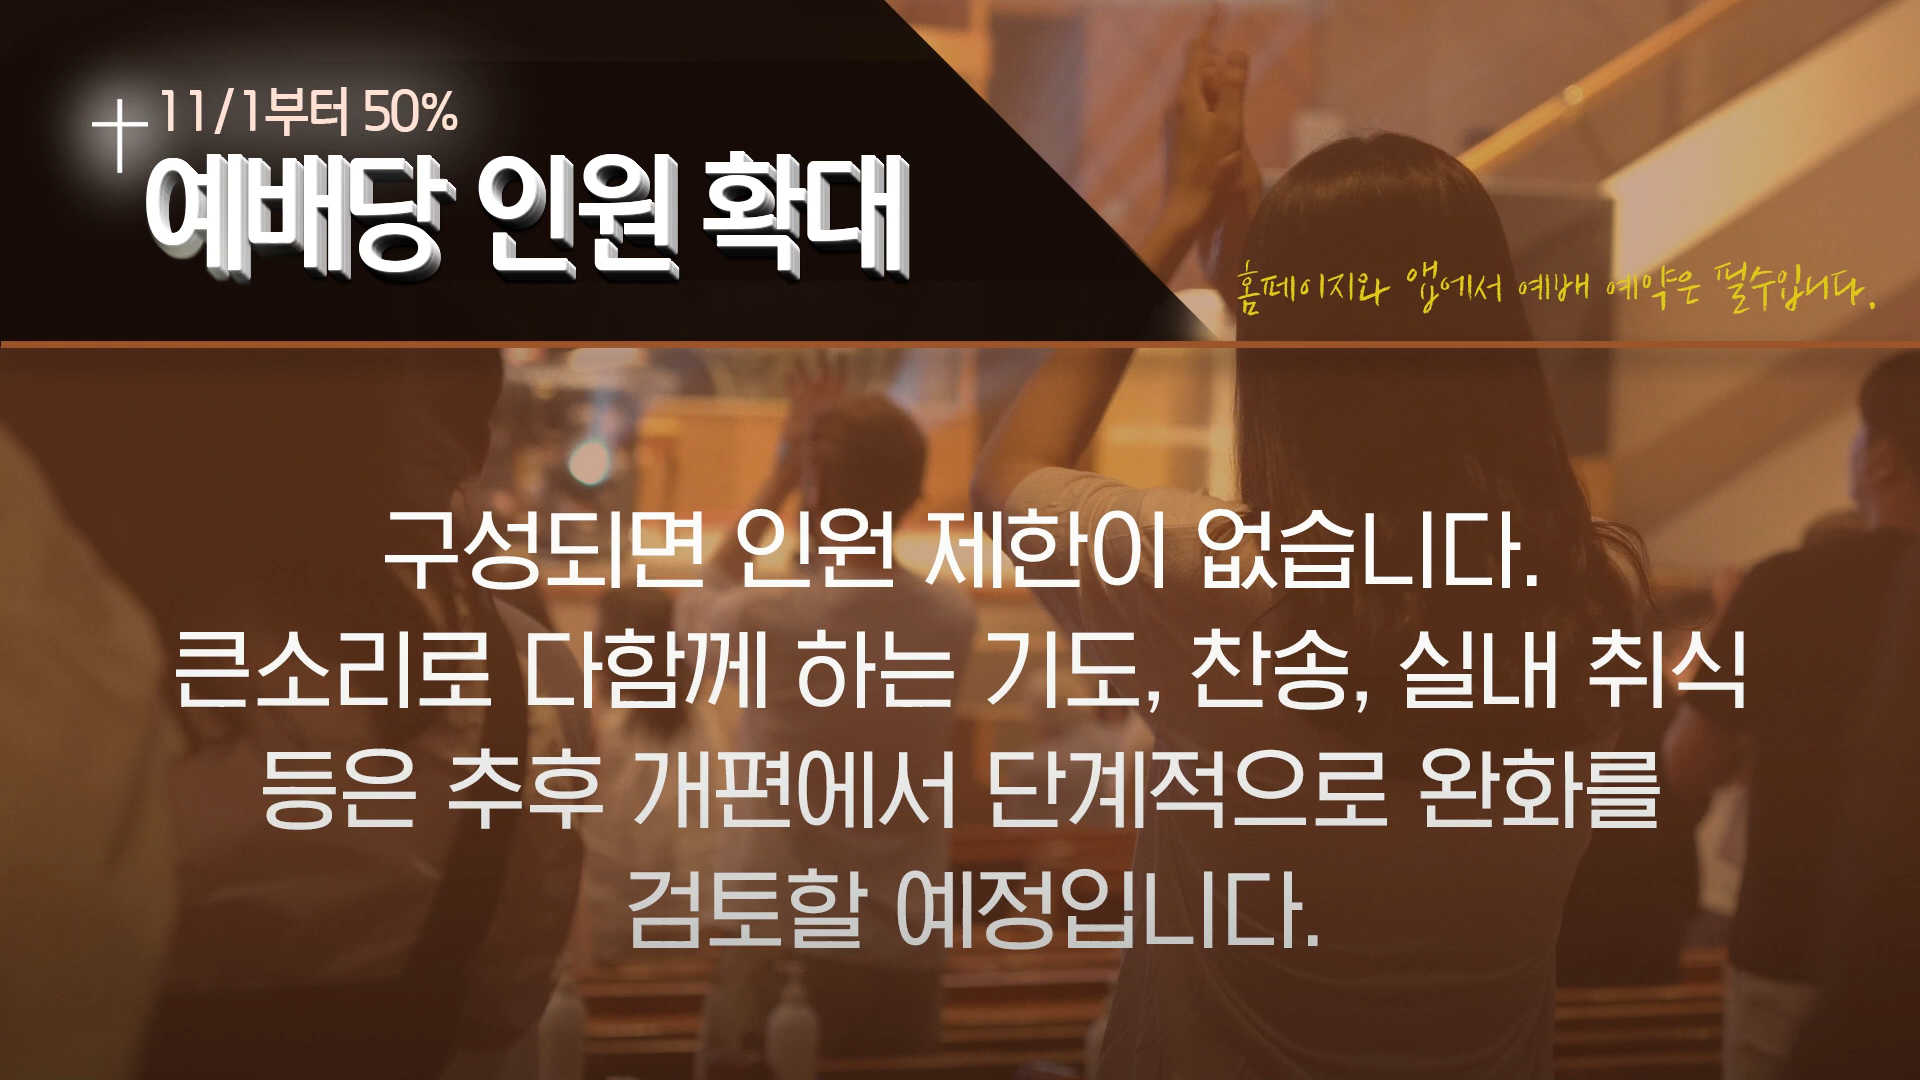 11/1부터 50%
예배당 인원 확대
홈페이지와 앱에서 예배 예약은 필수입니다.
구성되면 인원 제한이 없습니다.
큰소리로 다함께 하는 기도, 찬송, 실내 취식
등은 추후 개편에서 단계적으로 완화를
검토할 예정입니다.